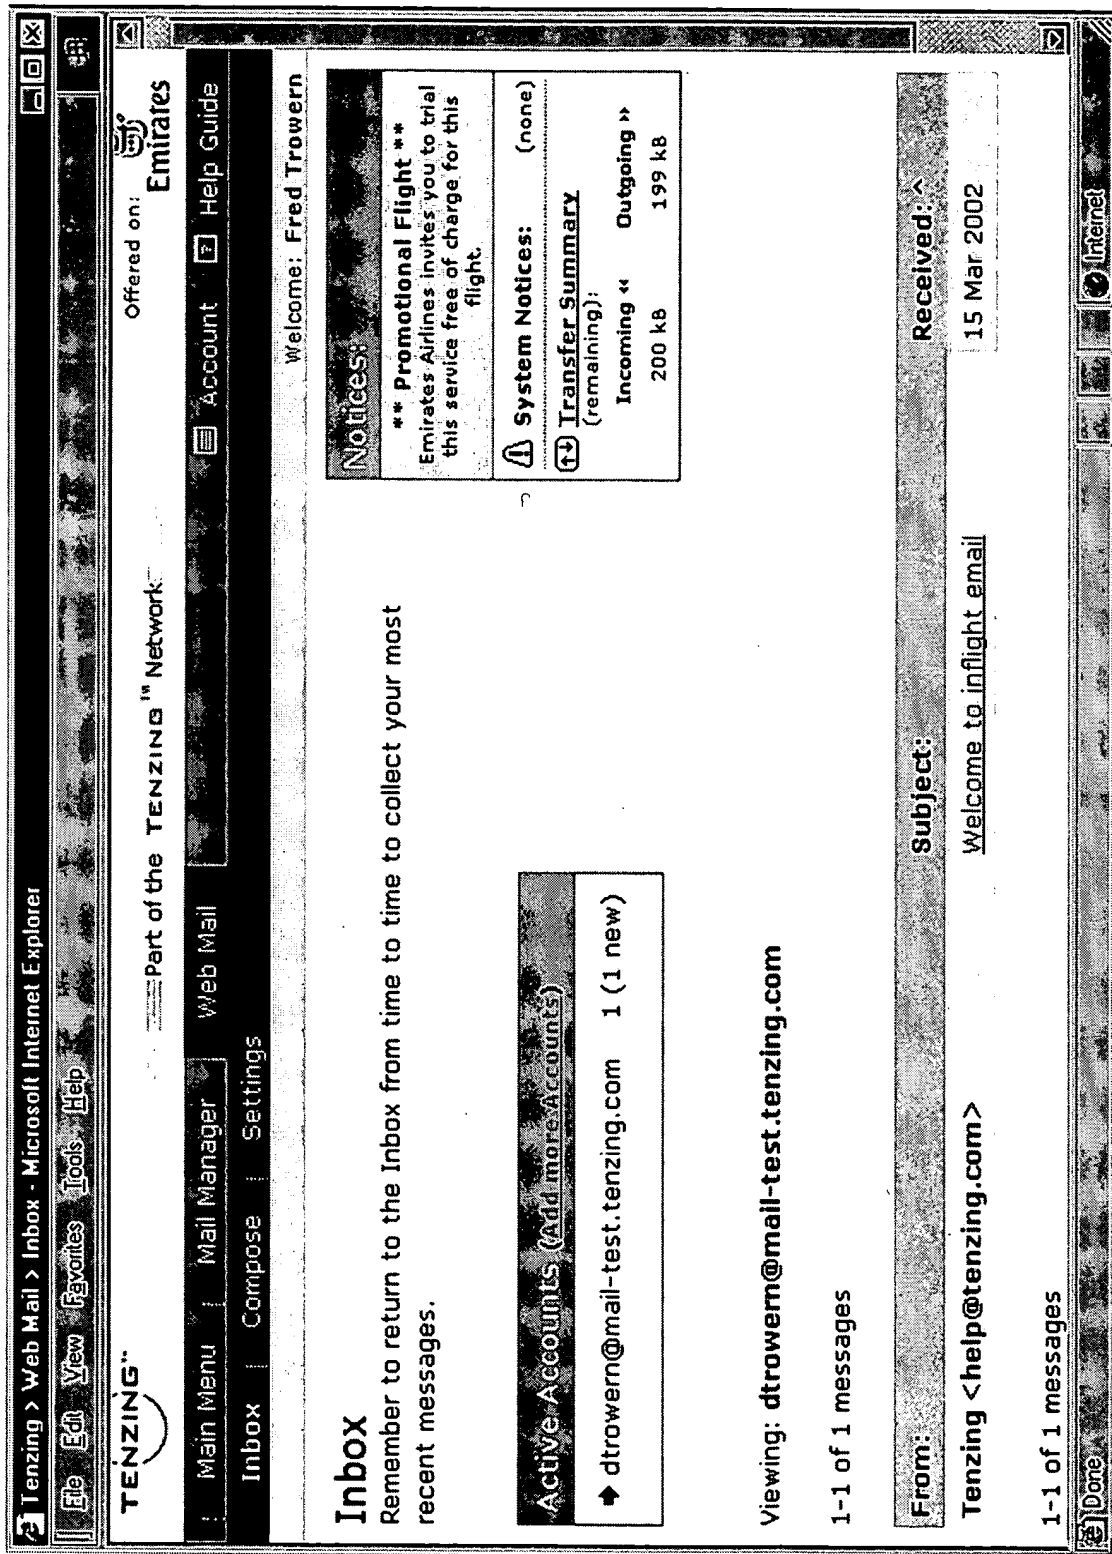 Tenzing > Web Mail > Inbox - Microsoft Internet Explorer
File Edit View Favorites Tools Help
TENZING™
Part of the TENZING™ Network
Offered on:
Emirates
Main Menu | Mail Manager Web Mail Account Help Guide
Inbox | Compose | Settings
Welcome: Fred Trowern
Inbox
Remember to return to the Inbox from time to time to collect your most
recent messages.
Notices:
** Promotional Flight **
Emirates Airlines invites you to trial
this service free of charge for this
flight.
System Notices: (none)
Transfer Summary
(remaining):
Incoming << Outgoing >>
200 kB 199 kB
Active Accounts (Add more Accounts)
dtrowern@mail-test.tenzing.com 1 (1 new)
Viewing: dtrowern@mail-test.tenzing.com
1-1 of 1 messages
From: Subject: Received: ^
Tenzing <help@tenzing.com> Welcome to inflight email 15 Mar 2002
1-1 of 1 messages
Done Internet